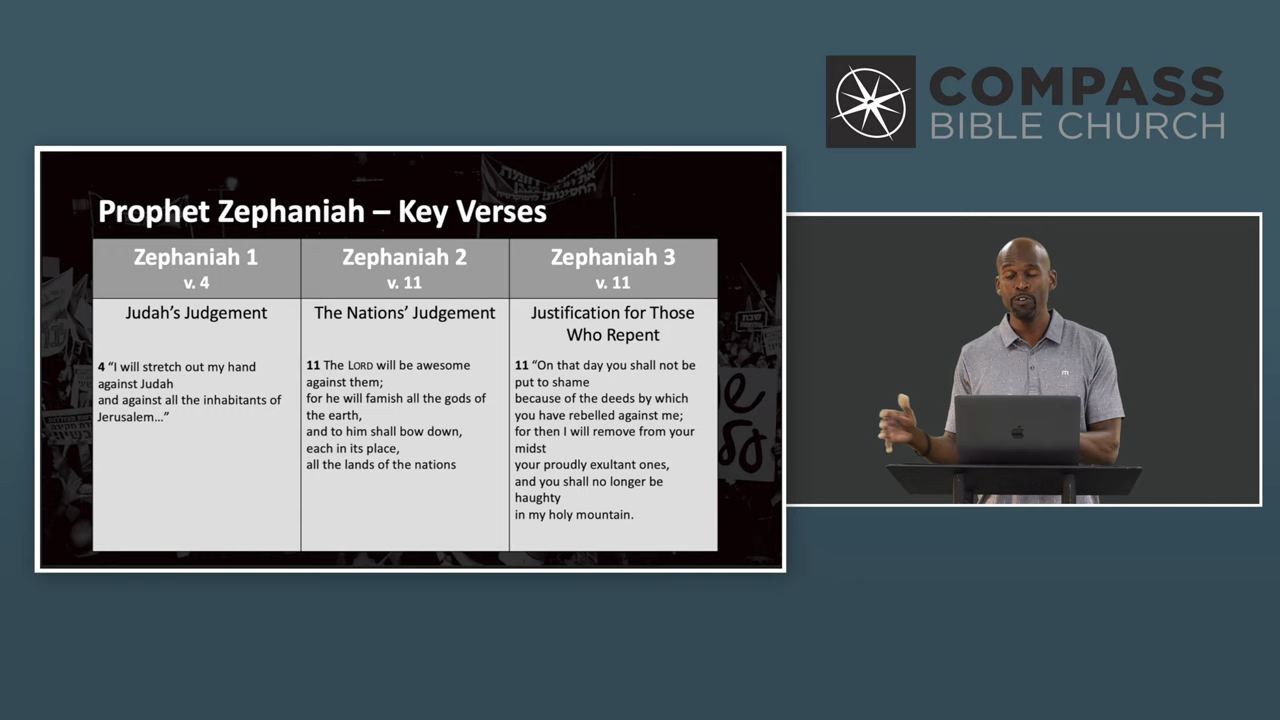 COMPASS
BIBLE CHURCH
Prophet Zephaniah – Key Verses
Zephaniah 1
v. 4
Judah's Judgement
4 “I will stretch out my hand
against Judah
and against all the inhabitants of
Jerusalem…”
Zephaniah 2
v. 11
The Nations' Judgement
11 The LORD will be awesome
against them;
for he will famish all the gods of
the earth,
and to him shall bow down,
each in its place,
all the lands of the nations
Zephaniah 3
v. 11
Justification for Those
Who Repent
11 “On that day you shall not be
put to shame
because of the deeds by which
you have rebelled against me;
for then I will remove from your
midst
your proudly exultant ones,
and you shall no longer be
haughty
in my holy mountain.
m